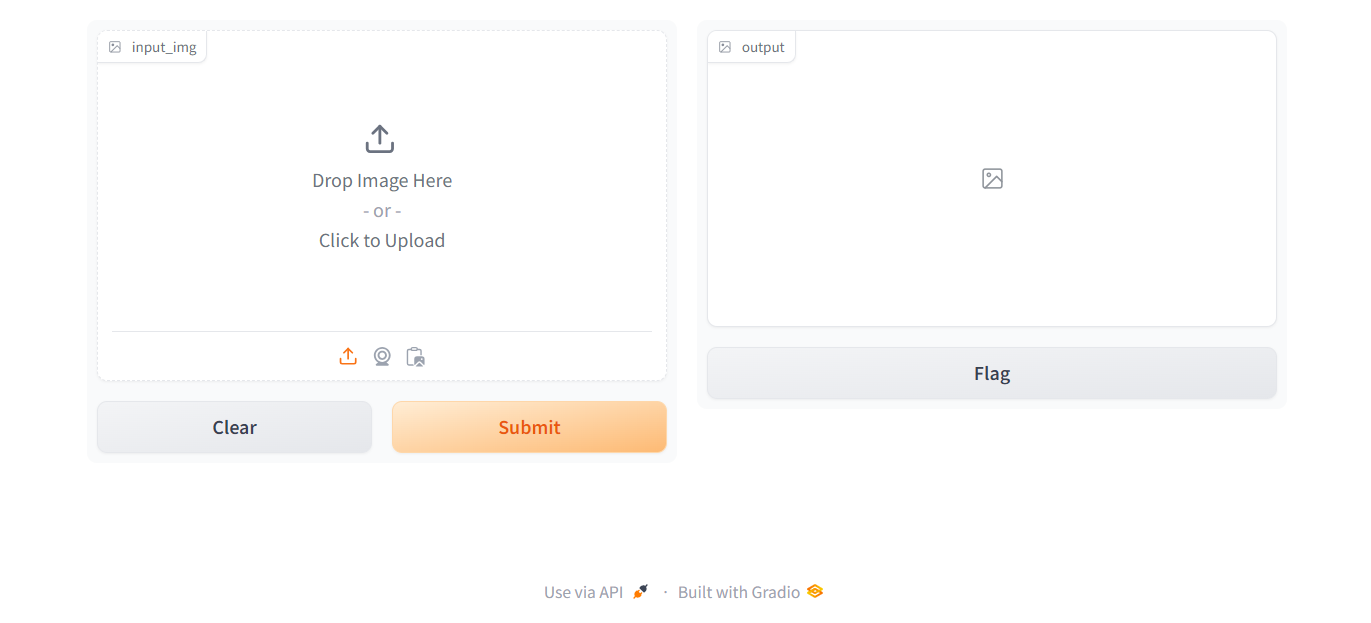 input_img
Drop Image Here
- or -
Click to Upload
Clear
Submit
output
Flag
Use via API · Built with Gradio